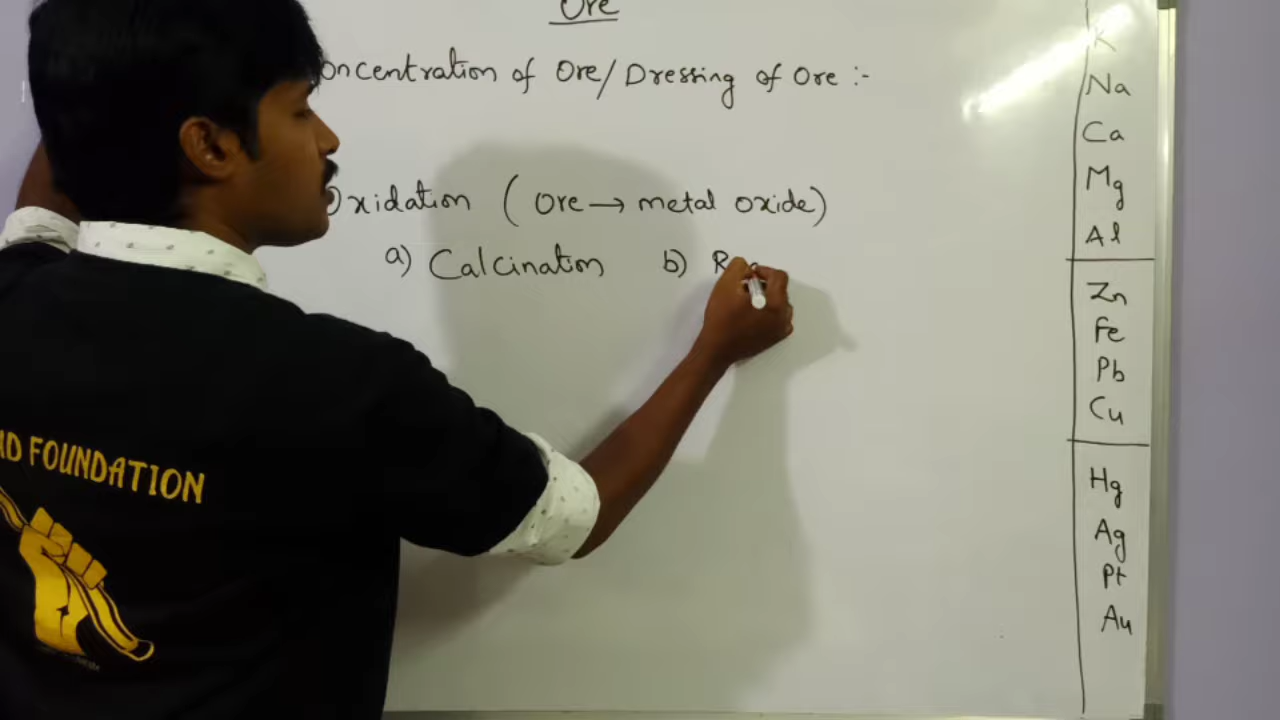 Ore
oncentration of Ore/Dressing of Ore :-
Oxidation ( Ore → metal oxide)
a) Calcination b) R
K
Na
Ca
Mg
Al
Zn
Fe
Pb
Cu
Hg
Ag
Pt
Au
FOUNDATION